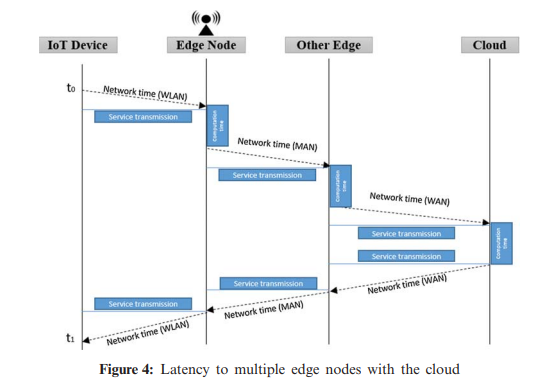 IoT Device Edge Node Other Edge Cloud
t0 Network time (WLAN)
Service transmission
Computation time
Network time (MAN)
Service transmission
Computation time
Network time (WAN)
Service transmission
Computation time
Service transmission
Network time (WAN)
Service transmission
Network time (MAN)
Service transmission
Network time (WLAN)
t1
Figure 4: Latency to multiple edge nodes with the cloud